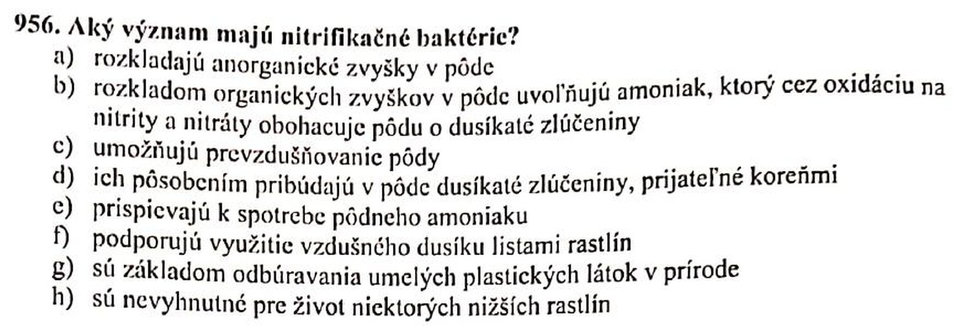 956. Aký význam majú nitrifikačné baktérie?
a) rozkladajú anorganické zvyšky v pôde
b) rozkladom organických zvyškov v pôde uvoľňujú amoniak, ktorý cez oxidáciu na
nitrity a nitráty obohacuje pôdu o dusíkaté zlúčeniny
c) umožňujú prevzdušňovanie pôdy
d) ich pôsobením pribúdajú v pôde dusíkaté zlúčeniny, prijateľné koreňmi
e) prispievajú k spotrebe pôdneho amoniaku
f) podporujú využitie vzdušného dusíku listami rastlín
g) sú základom odbúravania umelých plastických látok v prírode
h) sú nevyhnutné pre život niektorých nižších rastlín